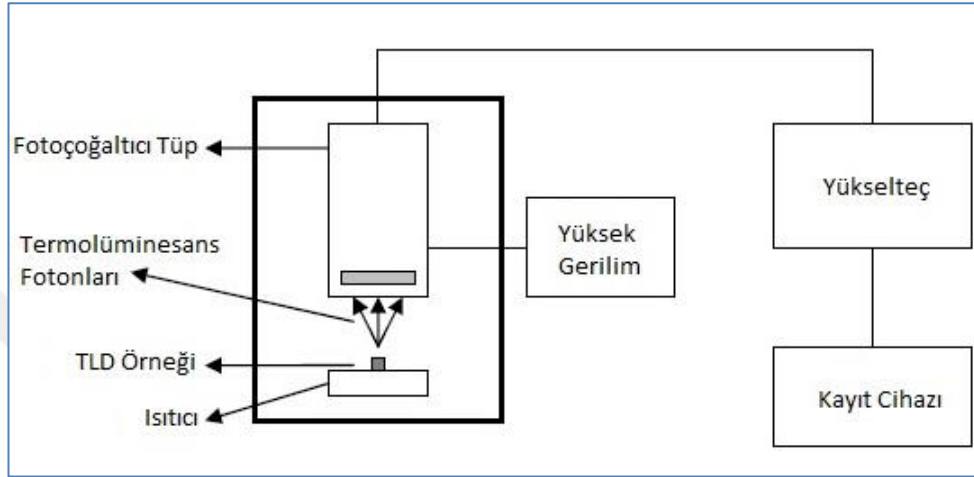 Fotoçoğaltıcı Tüp
Termolüminesans
Fotonları
TLD Örneği
Isıtıcı
Yüksek
Gerilim
Yükselteç
Kayıt Cihazı